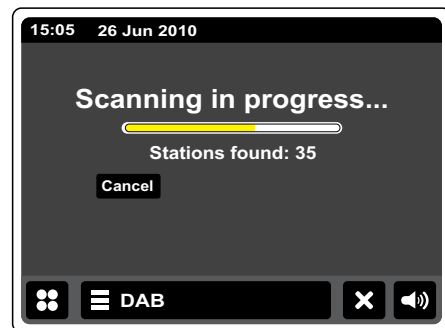 15:05 26 Jun 2010
Scanning in progress...
Stations found: 35
Cancel
DAB